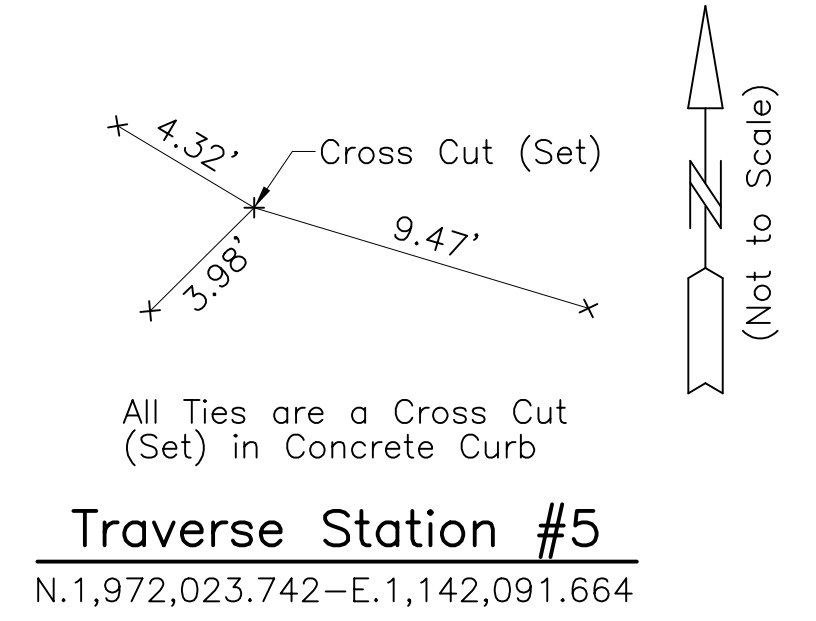 4.32'
Cross Cut (Set)
9.47'
3.98'
N
(Not to Scale)
All Ties are a Cross Cut
(Set) in Concrete Curb
Traverse Station #5
N.1,972,023.742-E.1,142,091.664